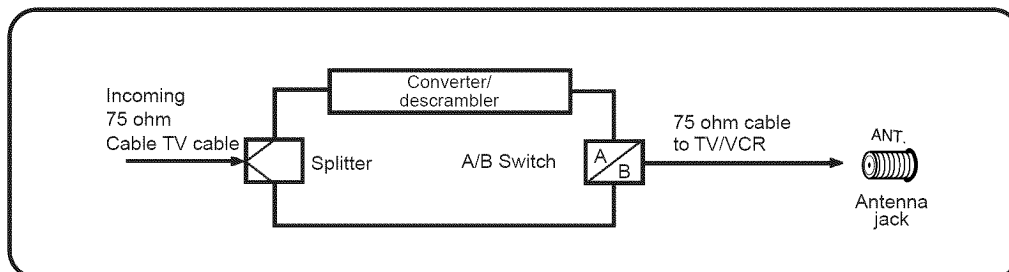 Converter/
descrambler
Incoming
75 ohm
Cable TV cable
Splitter
A/B Switch
A
B
75 ohm cable
to TV/VCR
ANT.
Antenna
jack